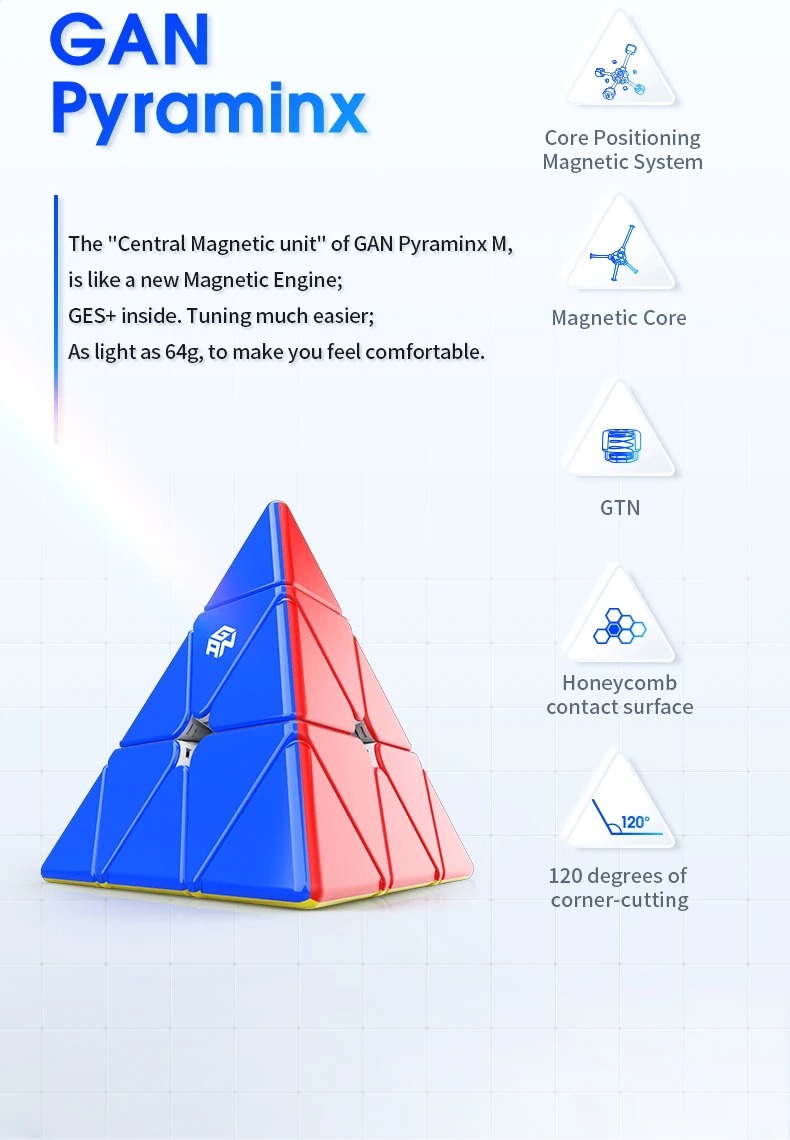 GAN
Pyraminx
The "Central Magnetic unit" of GAN Pyraminx M,
is like a new Magnetic Engine;
GES+ inside. Tuning much easier;
As light as 64g, to make you feel comfortable.
Core Positioning
Magnetic System
Magnetic Core
GTN
Honeycomb
contact surface
120°
120 degrees of
corner-cutting
GAN